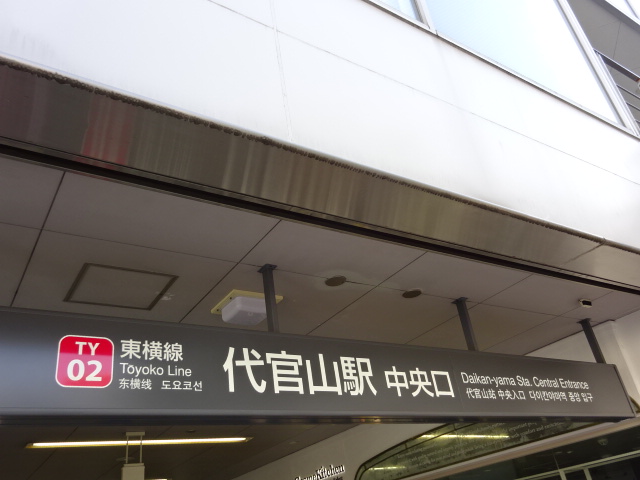 TY
02
東横線
Toyoko Line
东横线 도요코선
代官山駅 中央口
Daikan-yama Sta. Central Entrance
代官山站 中央入口 다이칸야마역 중앙 입구
Kitchen